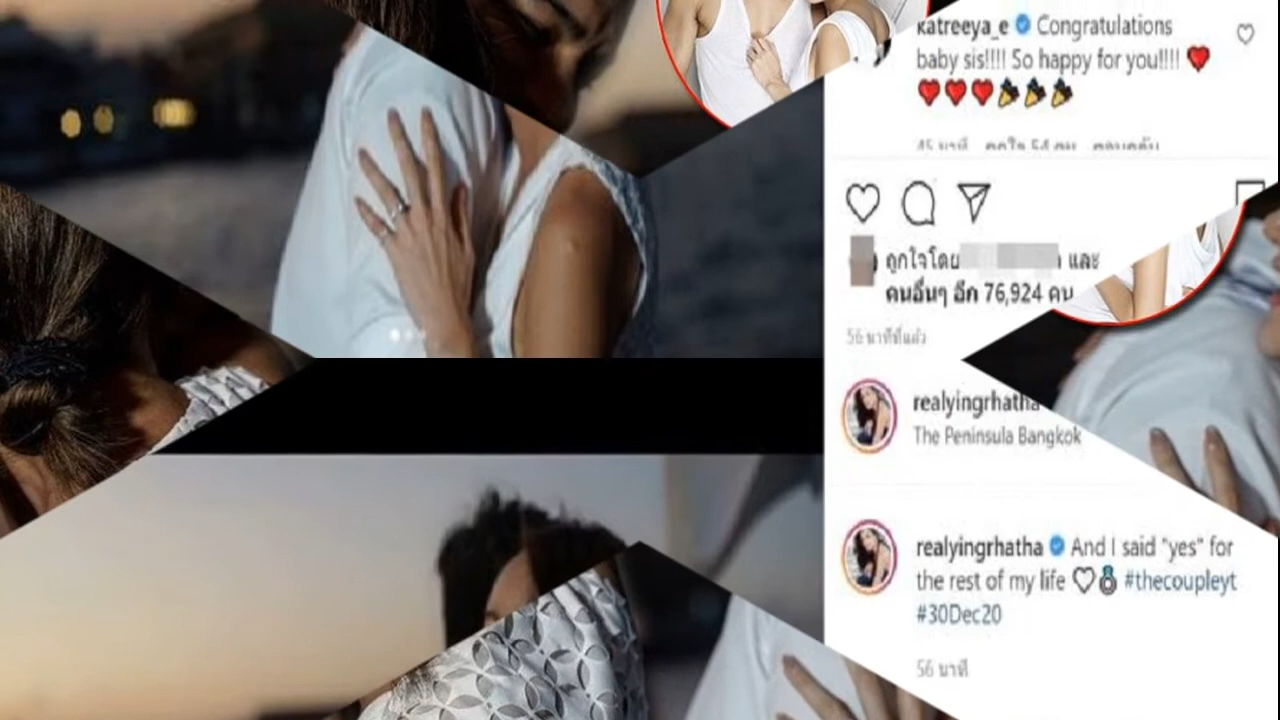 katreeya_e Congratulations
baby sis!!!! So happy for you!!!! ❤️
❤️❤️❤️🎉🎉🎉
ถูกใจโดย และ
คนอื่นๆ อีก 76,924 คน
56 นาทีที่แล้ว
realyingrhatha
The Peninsula Bangkok
realyingrhatha And I said "yes" for
the rest of my life 🤍💍 #thecoupleyt
#30Dec20
56 นาที